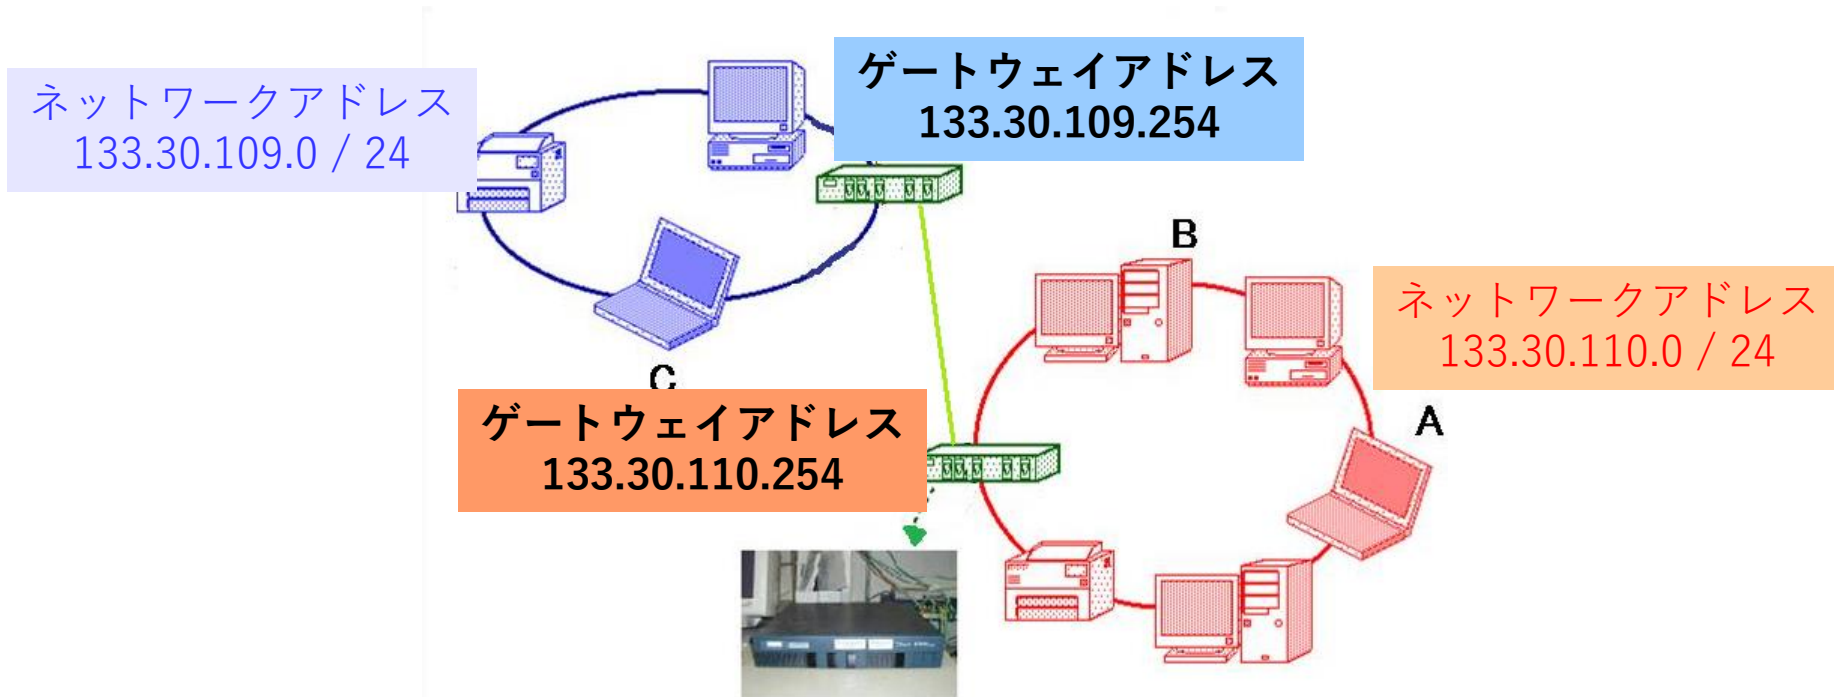 ゲートウェイアドレス
133.30.109.254
ネットワークアドレス
133.30.109.0 / 24
B
ネットワークアドレス
133.30.110.0 / 24
C
A
ゲートウェイアドレス
133.30.110.254